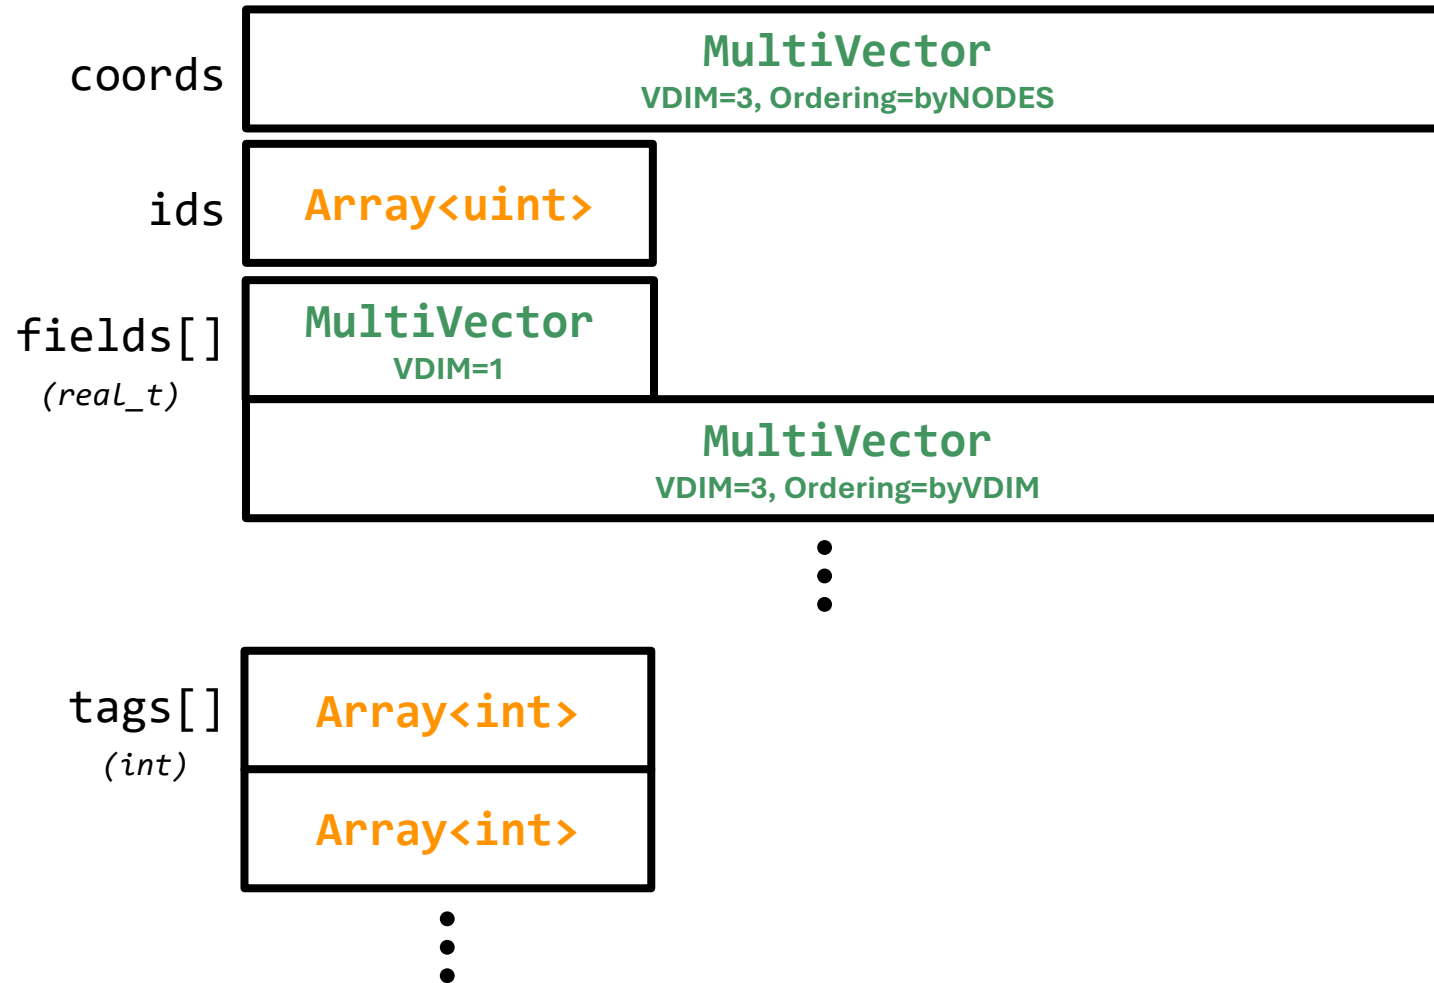 coords
MultiVector
VDIM=3, Ordering=byNODES
ids
Array<uint>
fields[]
(real_t)
MultiVector
VDIM=1
MultiVector
VDIM=3, Ordering=byVDIM
tags[]
(int)
Array<int>
Array<int>